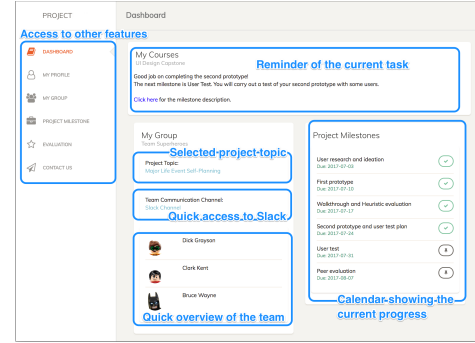 PROJECT
Dashboard
Access to other features
DASHBOARD
MY PROFILE
MY GROUP
PROJECT MILESTONE
EVALUATION
CONTACT US
My Courses
UI Design Capstone
Reminder of the current task
Good job on completing the second prototype!
The next milestone is User Test. You will carry out a test of your second prototype with some users.
Click here for the milestone description.
My Group
Team Superheroes
Selected project topic
Project Topic:
Major Life Event Self-Planning
Team Communication Channel:
Slack Channel
Quick access to Slack
Dick Grayson
Clark Kent
Bruce Wayne
Quick overview of the team
Project Milestones
User research and ideation
Due: 2017-07-03
First prototype
Due: 2017-07-10
Walkthrough and Heuristic evaluation
Due: 2017-07-17
Second prototype and user test plan
Due: 2017-07-24
User test
Due: 2017-07-31
Peer evaluation
Due: 2017-08-07
Calendar showing the
current progress